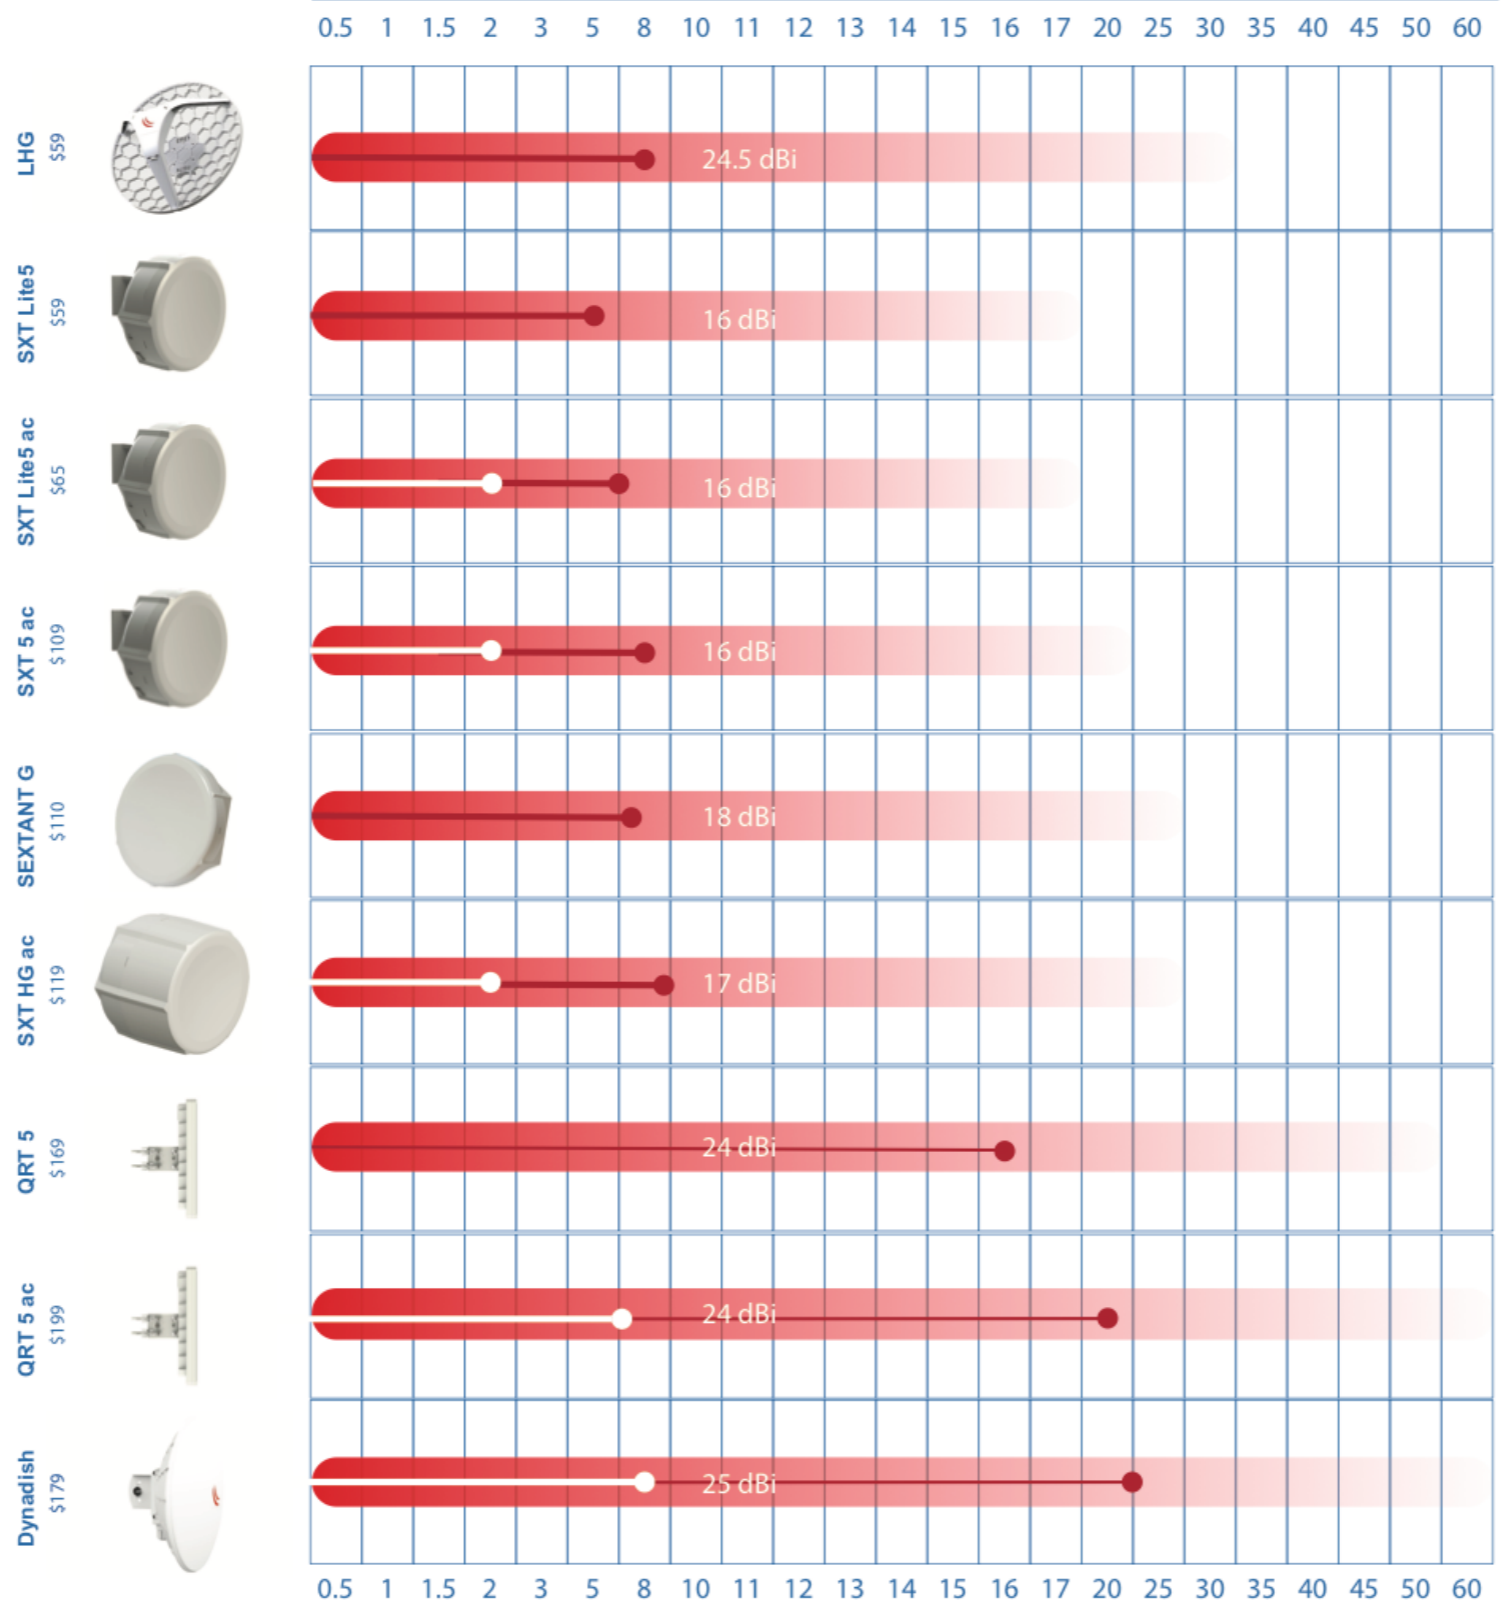 0.5 1 1.5 2 3 5 8 10 11 12 13 14 15 16 17 20 25 30 35 40 45 50 60
LHG
$59
24.5 dBi
SXT Lite5
$59
16 dBi
SXT Lite5 ac
$65
16 dBi
SXT 5 ac
$109
16 dBi
SEXTANT G
$110
18 dBi
SXT HG ac
$119
17 dBi
QRT 5
$169
24 dBi
QRT 5 ac
$199
24 dBi
Dynadish
$179
25 dBi
0.5 1 1.5 2 3 5 8 10 11 12 13 14 15 16 17 20 25 30 35 40 45 50 60